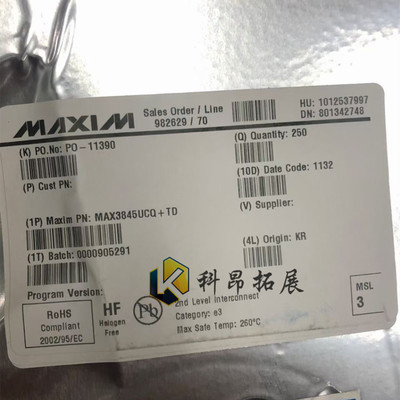 MAXIM
Sales Order / Line
982629 / 70
HU: 1012537997
DN: 801342748
(K) PO.No: PO-11390
(Q) Quantity: 250
(P) Cust PN:
(10D) Date Code: 1132
(V) Supplier:
(1P) Maxim PN: MAX3845UCQ+TD
(1T) Batch: 0000905291
(4L) Origin: KR
科昂拓展
Program Version:
RoHS
Compliant
2002/95/EC
HF
Halogen
Free
Pb
2nd Level Interconnect
Category: e3
Max Safe Temp: 260°C
MSL
3